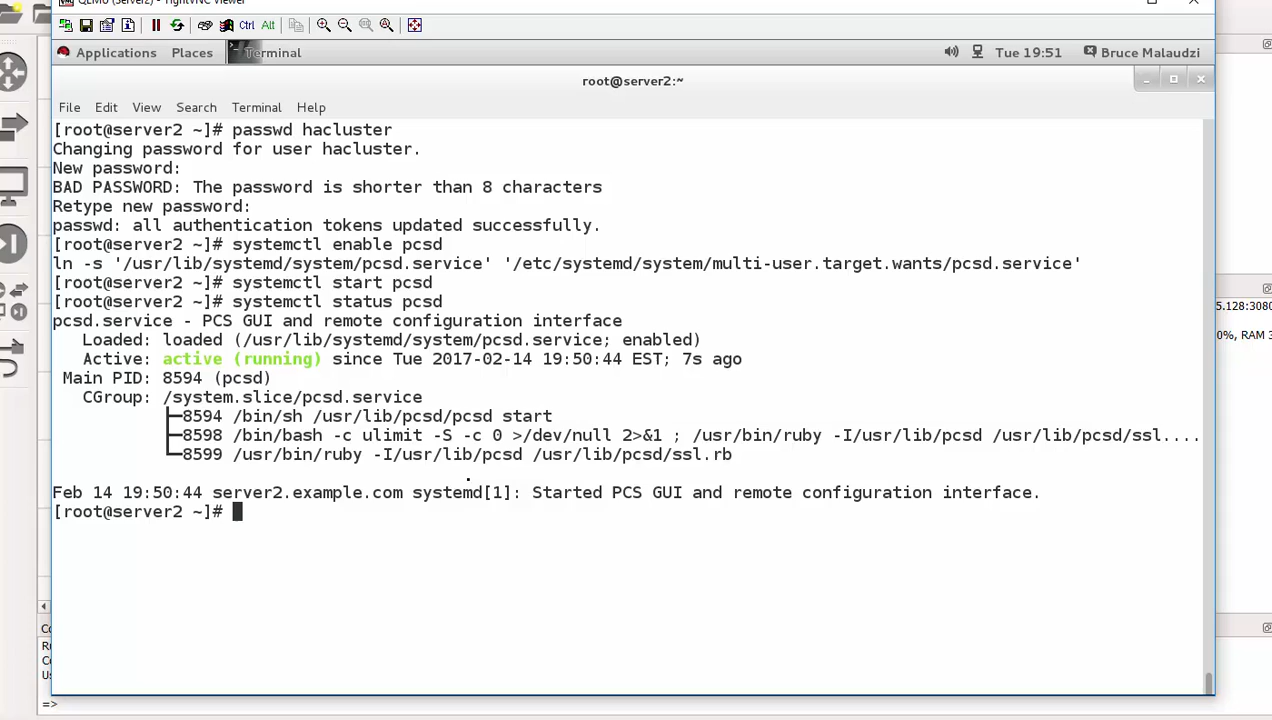 QEMU (Server2) - TightVNC Viewer
Ctrl Alt
Applications Places Terminal Tue 19:51 Bruce Malaudzi
root@server2:~
File Edit View Search Terminal Help
[root@server2 ~]# passwd hacluster
Changing password for user hacluster.
New password:
BAD PASSWORD: The password is shorter than 8 characters
Retype new password:
passwd: all authentication tokens updated successfully.
[root@server2 ~]# systemctl enable pcsd
ln -s '/usr/lib/systemd/system/pcsd.service' '/etc/systemd/system/multi-user.target.wants/pcsd.service'
[root@server2 ~]# systemctl start pcsd
[root@server2 ~]# systemctl status pcsd
pcsd.service - PCS GUI and remote configuration interface
Loaded: loaded (/usr/lib/systemd/system/pcsd.service; enabled)
Active: active (running) since Tue 2017-02-14 19:50:44 EST; 7s ago
Main PID: 8594 (pcsd)
CGroup: /system.slice/pcsd.service
├─8594 /bin/sh /usr/lib/pcsd/pcsd start
├─8598 /bin/bash -c ulimit -S -c 0 >/dev/null 2>&1 ; /usr/bin/ruby -I/usr/lib/pcsd /usr/lib/pcsd/ssl....
└─8599 /usr/bin/ruby -I/usr/lib/pcsd /usr/lib/pcsd/ssl.rb
Feb 14 19:50:44 server2.example.com systemd[1]: Started PCS GUI and remote configuration interface.
[root@server2 ~]#
5.128:3080
0%, RAM 3
=>